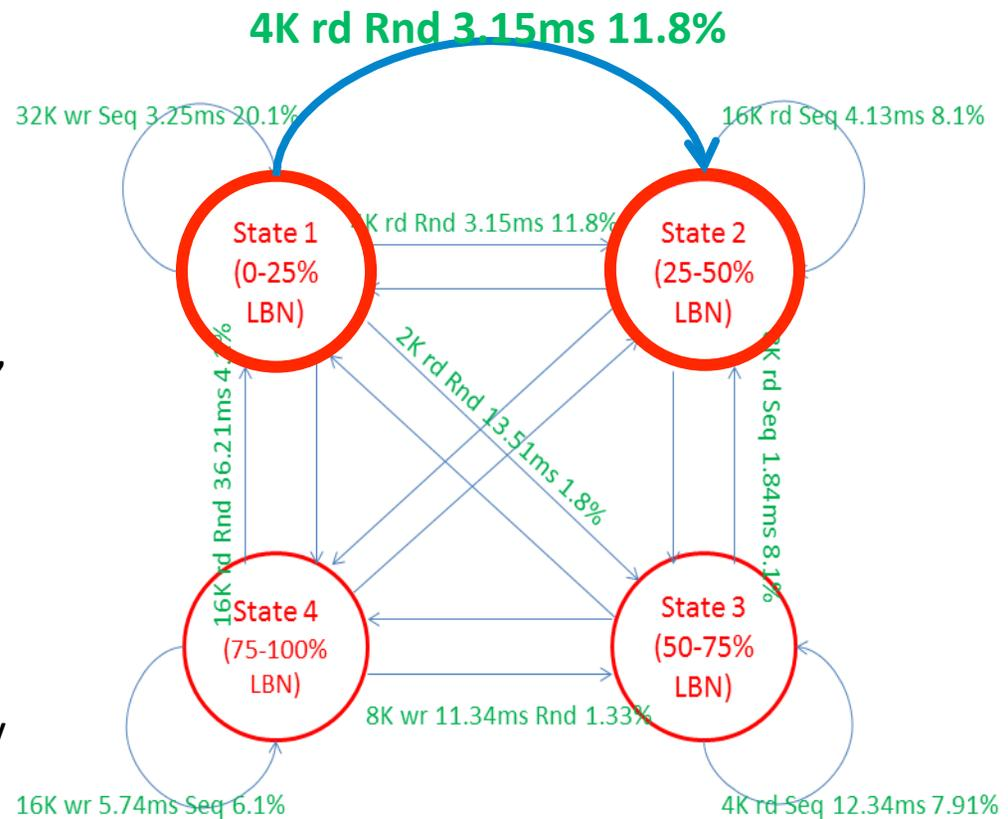 4K rd Rnd 3.15ms 11.8%
32K wr Seq 3.25ms 20.1%
16K rd Seq 4.13ms 8.1%
State 1
(0-25%
LBN)
rd Rnd 3.15ms 11.8%
State 2
(25-50%
LBN)
2K rd Rnd 13.51ms 1.8%
16K rd Rnd 36.21ms
rd Seq 1.84ms 8.1%
State 4
(75-100%
LBN)
State 3
(50-75%
LBN)
8K wr 11.34ms Rnd 1.33%
16K wr 5.74ms Seq 6.1%
4K rd Seq 12.34ms 7.91%